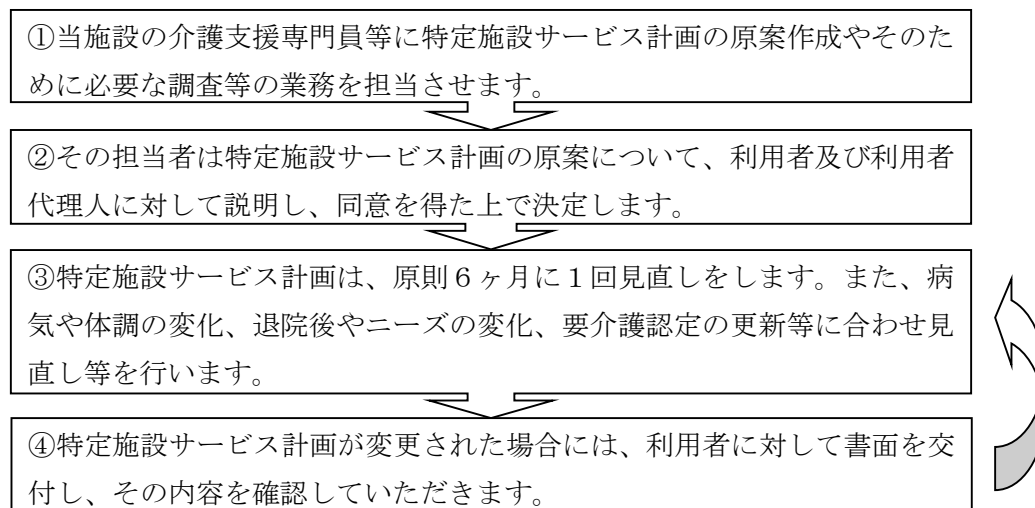 ①当施設の介護支援専門員等に特定施設サービス計画の原案作成やそのた
めに必要な調査等の業務を担当させます。
②その担当者は特定施設サービス計画の原案について、利用者及び利用者
代理人に対して説明し、同意を得た上で決定します。
③特定施設サービス計画は、原則６ヶ月に１回見直しをします。また、病
気や体調の変化、退院後やニーズの変化、要介護認定の更新等に合わせ見
直し等を行います。
④特定施設サービス計画が変更された場合には、利用者に対して書面を交
付し、その内容を確認していただきます。